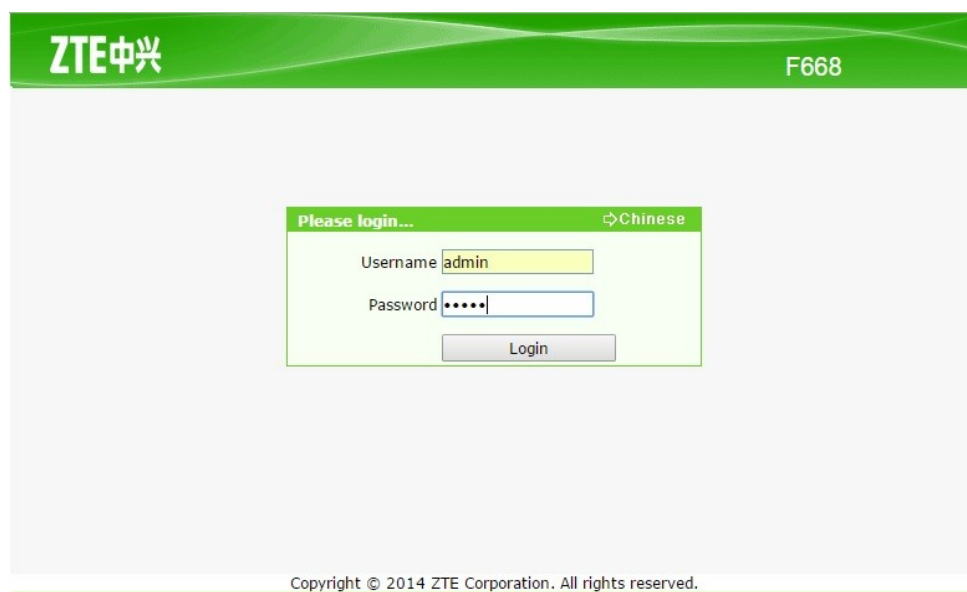 ZTE中兴
F668
Please login...
⇨Chinese
Username admin
Password •••••
Login
Copyright © 2014 ZTE Corporation. All rights reserved.